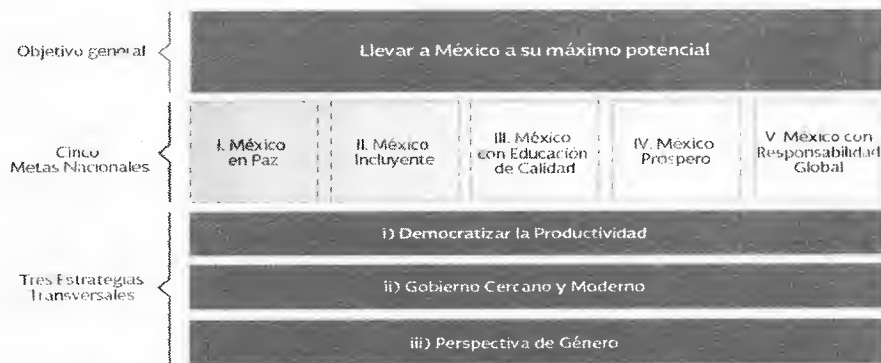 Objetivo general
Llevar a México a su máximo potencial
Cinco
Metas Nacionales
I. México
en Paz
II. México
Incluyente
III. México
con Educación
de Calidad
IV. México
Prospero
V. México con
Responsabilidad
Global
Tres Estrategias
Transversales
i) Democratizar la Productividad
ii) Gobierno Cercano y Moderno
iii) Perspectiva de Género